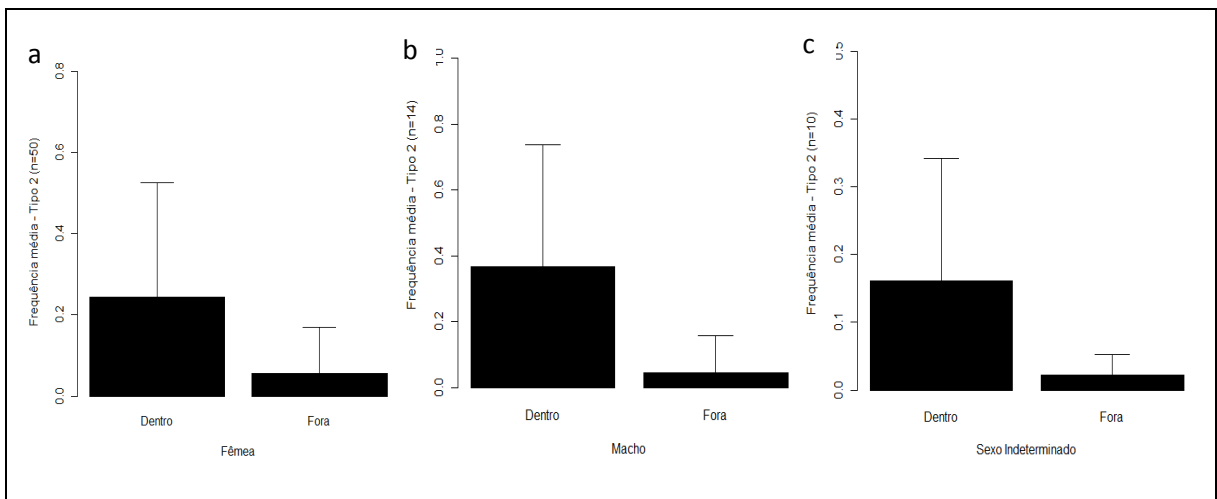 a
Frequência média - Tipo 2 (n=50)
0.8
0.6
0.4
0.2
0.0
Dentro Fora
Fêmea
b
Frequência média - Tipo 2 (n=14)
1.0
0.8
0.6
0.4
0.2
0.0
Dentro Fora
Macho
c
Frequência média - Tipo 2 (n=10)
0.5
0.4
0.3
0.2
0.1
0.0
Dentro Fora
Sexo Indeterminado